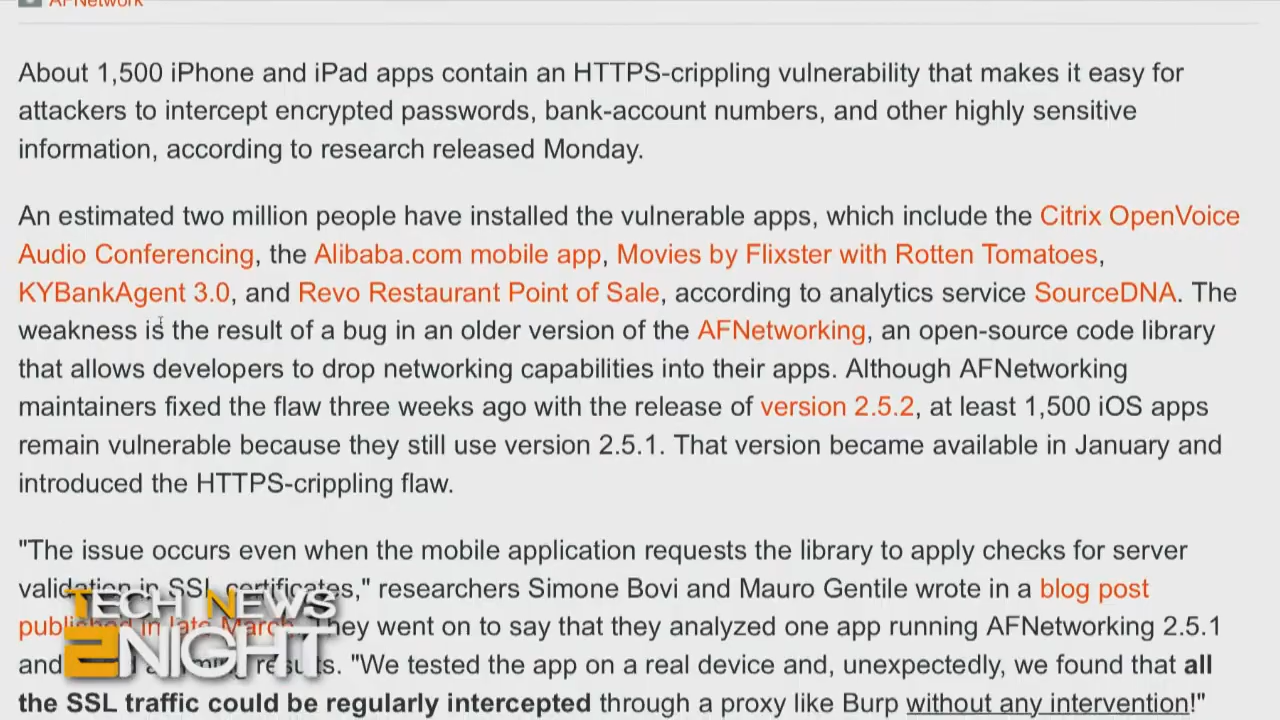 AFNetwork
About 1,500 iPhone and iPad apps contain an HTTPS-crippling vulnerability that makes it easy for
attackers to intercept encrypted passwords, bank-account numbers, and other highly sensitive
information, according to research released Monday.
An estimated two million people have installed the vulnerable apps, which include the Citrix OpenVoice
Audio Conferencing, the Alibaba.com mobile app, Movies by Flixster with Rotten Tomatoes,
KYBankAgent 3.0, and Revo Restaurant Point of Sale, according to analytics service SourceDNA. The
weakness is the result of a bug in an older version of the AFNetworking, an open-source code library
that allows developers to drop networking capabilities into their apps. Although AFNetworking
maintainers fixed the flaw three weeks ago with the release of version 2.5.2, at least 1,500 iOS apps
remain vulnerable because they still use version 2.5.1. That version became available in January and
introduced the HTTPS-crippling flaw.
"The issue occurs even when the mobile application requests the library to apply checks for server
validation in SSL certificates," researchers Simone Bovi and Mauro Gentile wrote in a blog post
published in late March. They went on to say that they analyzed one app running AFNetworking 2.5.1
and results. "We tested the app on a real device and, unexpectedly, we found that all
the SSL traffic could be regularly intercepted through a proxy like Burp without any intervention!"
TECH NEWS
2NIGHT